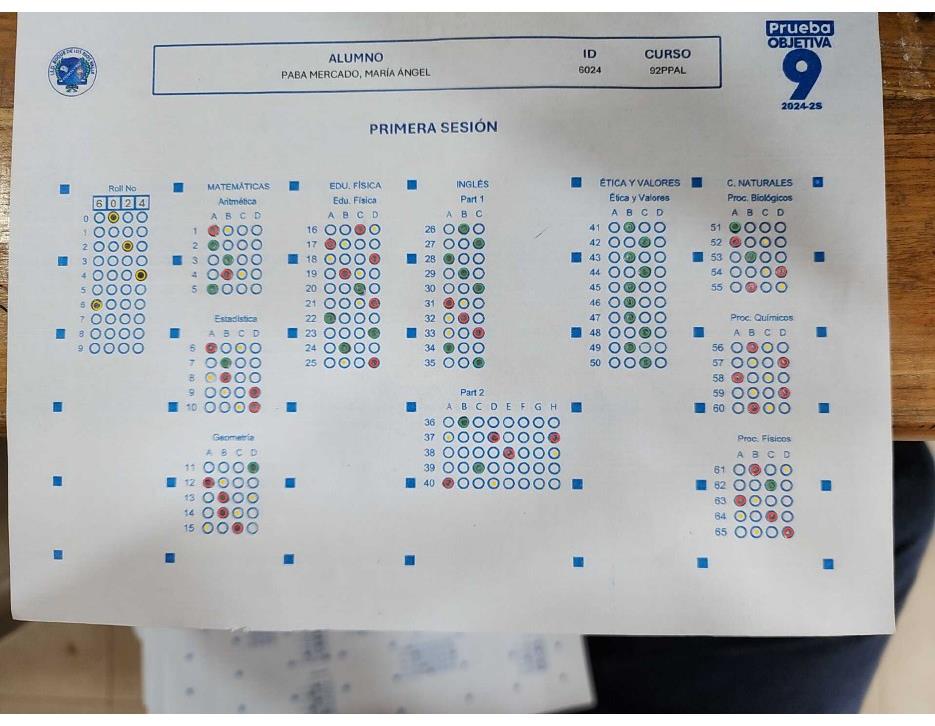 Prueba
OBJETIVA
9
2024-2S
ALUMNO ID CURSO
PABA MERCADO, MARÍA ÁNGEL 6024 92PPAL
PRIMERA SESIÓN
Roll No
6 0 2 4
0
1
2
3
4
5
6
7
8
9
MATEMÁTICAS
Aritmética
A B C D
1
2
3
4
5
Estadística
A B C D
6
7
8
9
10
Geometría
A B C D
11
12
13
14
15
EDU. FÍSICA
Edu. Física
A B C D
16
17
18
19
20
21
22
23
24
25
INGLÉS
Part 1
A B C
26
27
28
29
30
31
32
33
34
35
Part 2
A B C D E F G H
36
37
38
39
40
ÉTICA Y VALORES
Ética y Valores
A B C D
41
42
43
44
45
46
47
48
49
50
C. NATURALES
Proc. Biológicos
A B C D
51
52
53
54
55
Proc. Químicos
A B C D
56
57
58
59
60
Proc. Físicos
A B C D
61
62
63
64
65